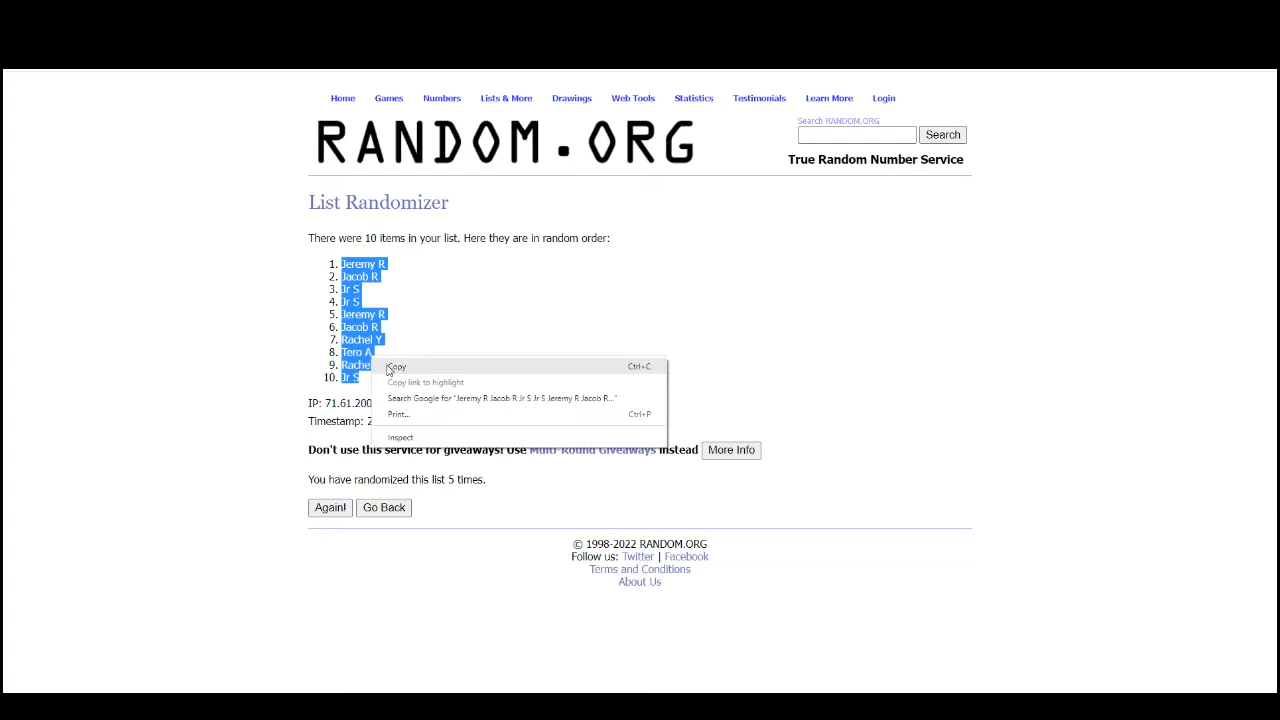 Home Games Numbers Lists & More Drawings Web Tools Statistics Testimonials Learn More Login
RANDOM.ORG
Search RANDOM.ORG
Search
True Random Number Service
List Randomizer
There were 10 items in your list. Here they are in random order:
1. Jeremy R
2. Jacob R
3. Jr S
4. Jr S
5. Jeremy R
6. Jacob R
7. Rachel Y
8. Tero A
9. Rachel
10. Jr S
Copy Ctrl+C
Copy link to highlight
Search Google for "Jeremy R Jacob R Jr S Jr S Jeremy R Jacob R..."
Print... Ctrl+P
Inspect
IP: 71.61.200
Timestamp: 2
Don't use this service for giveaways! Use Multi-Round Giveaways instead More Info
You have randomized this list 5 times.
Again! Go Back
© 1998-2022 RANDOM.ORG
Follow us: Twitter | Facebook
Terms and Conditions
About Us